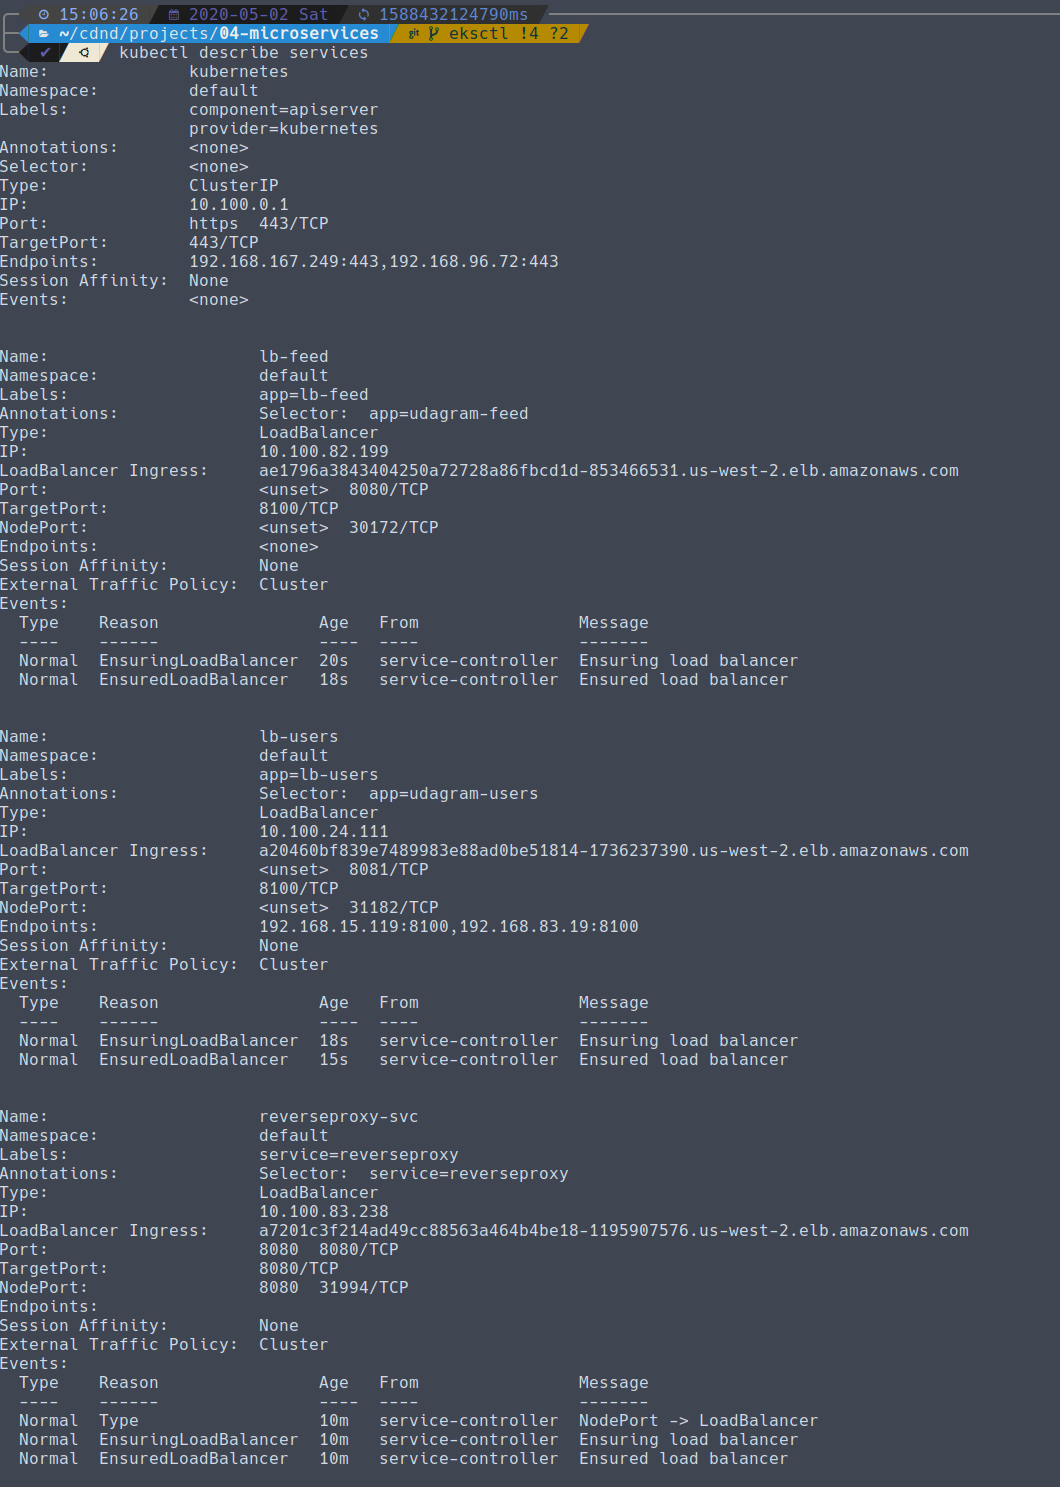 15:06:26 2020-05-02 Sat 1588432124790ms
~/cdnd/projects/04-microservices git eksctl !4 ?2
✔ kubectl describe services
Name:              kubernetes
Namespace:         default
Labels:            component=apiserver
                   provider=kubernetes
Annotations:       <none>
Selector:          <none>
Type:              ClusterIP
IP:                10.100.0.1
Port:              https  443/TCP
TargetPort:        443/TCP
Endpoints:         192.168.167.249:443,192.168.96.72:443
Session Affinity:  None
Events:            <none>
Name:                     lb-feed
Namespace:                default
Labels:                   app=lb-feed
Annotations:              Selector:  app=udagram-feed
Type:                     LoadBalancer
IP:                       10.100.82.199
LoadBalancer Ingress:     ae1796a3843404250a72728a86fbcd1d-853466531.us-west-2.elb.amazonaws.com
Port:                     <unset>  8080/TCP
TargetPort:               8100/TCP
NodePort:                 <unset>  30172/TCP
Endpoints:                <none>
Session Affinity:         None
External Traffic Policy:  Cluster
Events:
  Type    Reason                Age   From                Message
  ----    ------                ----  ----                -------
  Normal  EnsuringLoadBalancer  20s   service-controller  Ensuring load balancer
  Normal  EnsuredLoadBalancer   18s   service-controller  Ensured load balancer
Name:                     lb-users
Namespace:                default
Labels:                   app=lb-users
Annotations:              Selector:  app=udagram-users
Type:                     LoadBalancer
IP:                       10.100.24.111
LoadBalancer Ingress:     a20460bf839e7489983e88ad0be51814-1736237390.us-west-2.elb.amazonaws.com
Port:                     <unset>  8081/TCP
TargetPort:               8100/TCP
NodePort:                 <unset>  31182/TCP
Endpoints:                192.168.15.119:8100,192.168.83.19:8100
Session Affinity:         None
External Traffic Policy:  Cluster
Events:
  Type    Reason                Age   From                Message
  ----    ------                ----  ----                -------
  Normal  EnsuringLoadBalancer  18s   service-controller  Ensuring load balancer
  Normal  EnsuredLoadBalancer   15s   service-controller  Ensured load balancer
Name:                     reverseproxy-svc
Namespace:                default
Labels:                   service=reverseproxy
Annotations:              Selector:  service=reverseproxy
Type:                     LoadBalancer
IP:                       10.100.83.238
LoadBalancer Ingress:     a7201c3f214ad49cc88563a464b4be18-1195907576.us-west-2.elb.amazonaws.com
Port:                     8080  8080/TCP
TargetPort:               8080/TCP
NodePort:                 8080  31994/TCP
Endpoints:
Session Affinity:         None
External Traffic Policy:  Cluster
Events:
  Type    Reason                Age   From                Message
  ----    ------                ----  ----                -------
  Normal  Type                  10m   service-controller  NodePort -> LoadBalancer
  Normal  EnsuringLoadBalancer  10m   service-controller  Ensuring load balancer
  Normal  EnsuredLoadBalancer   10m   service-controller  Ensured load balancer